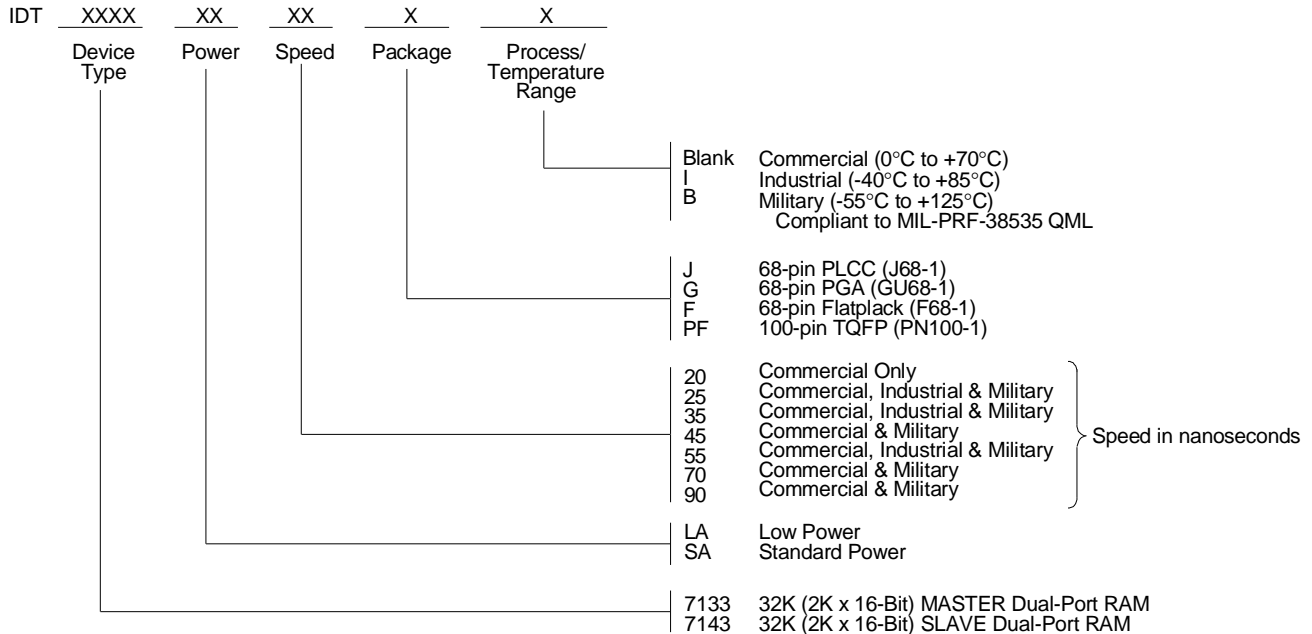 IDT XXXX XX XX X X
Device Type Power Speed Package Process/ Temperature Range
Blank Commercial (0°C to +70°C)
I Industrial (-40°C to +85°C)
B Military (-55°C to +125°C)
Compliant to MIL-PRF-38535 QML
J 68-pin PLCC (J68-1)
G 68-pin PGA (GU68-1)
F 68-pin Flatplack (F68-1)
PF 100-pin TQFP (PN100-1)
20 Commercial Only
25 Commercial, Industrial & Military
35 Commercial, Industrial & Military
45 Commercial & Military
55 Commercial, Industrial & Military
70 Commercial & Military
90 Commercial & Military
Speed in nanoseconds
LA Low Power
SA Standard Power
7133 32K (2K x 16-Bit) MASTER Dual-Port RAM
7143 32K (2K x 16-Bit) SLAVE Dual-Port RAM